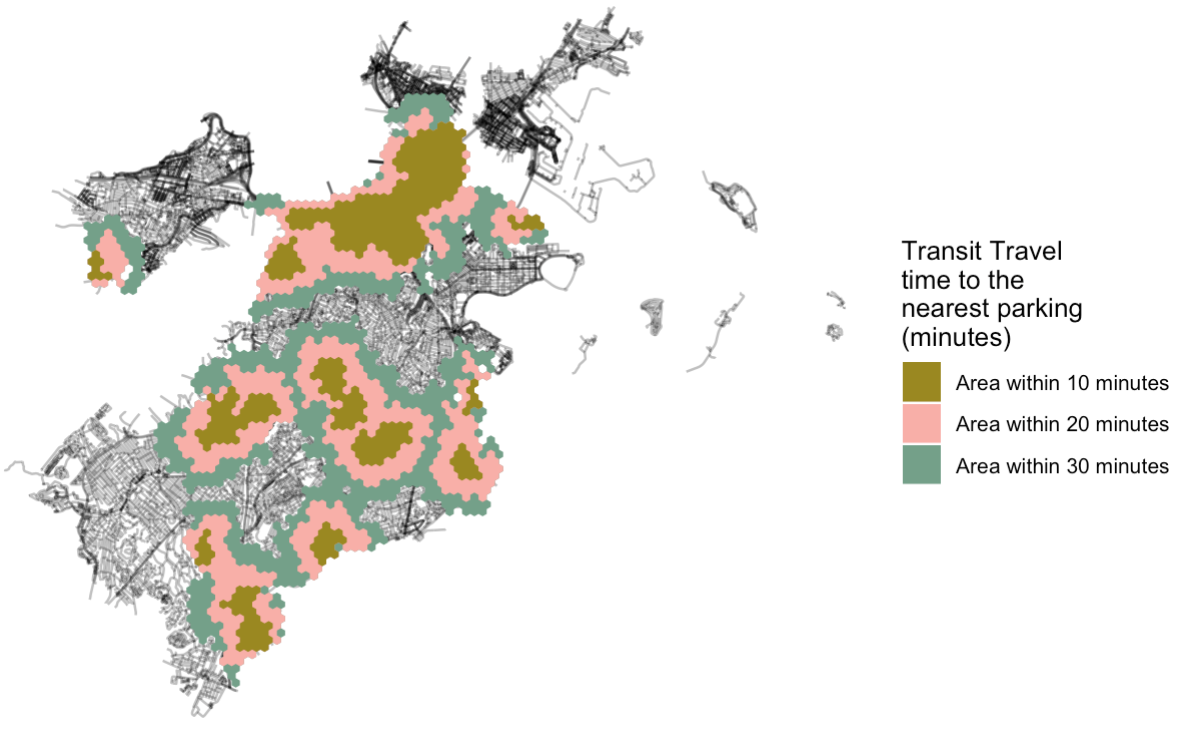 Transit Travel
time to the
nearest parking
(minutes)
Area within 10 minutes
Area within 20 minutes
Area within 30 minutes